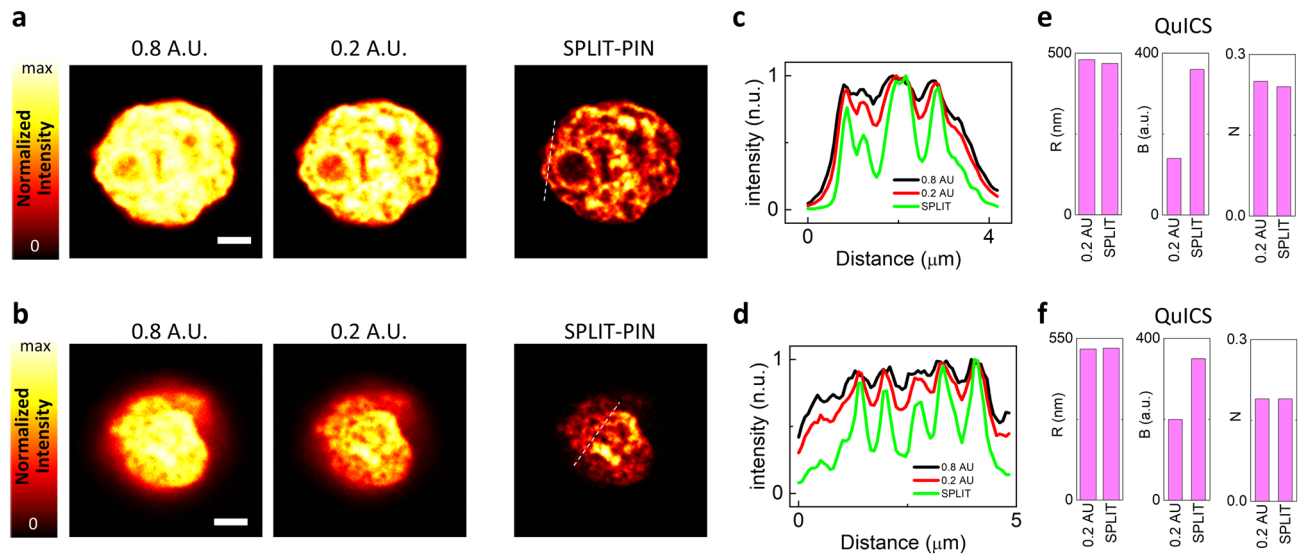 a
0.8 A.U.
0.2 A.U.
SPLIT-PIN
max
Normalized
Intensity
0
c
intensity (n.u.)
1
0
0.8 AU
0.2 AU
SPLIT
0
4
Distance (μm)
e
QuICS
500
R (nm)
0
0.2 AU
SPLIT
400
B (a.u.)
0
0.2 AU
SPLIT
0.3
N
0.0
0.2 AU
SPLIT
b
0.8 A.U.
0.2 A.U.
SPLIT-PIN
max
Normalized
Intensity
0
d
intensity (n.u.)
1
0
0.8 AU
0.2 AU
SPLIT
0
5
Distance (μm)
f
QuICS
550
R (nm)
0
0.2 AU
SPLIT
400
B (a.u.)
0
0.2 AU
SPLIT
0.3
N
0.0
0.2 AU
SPLIT